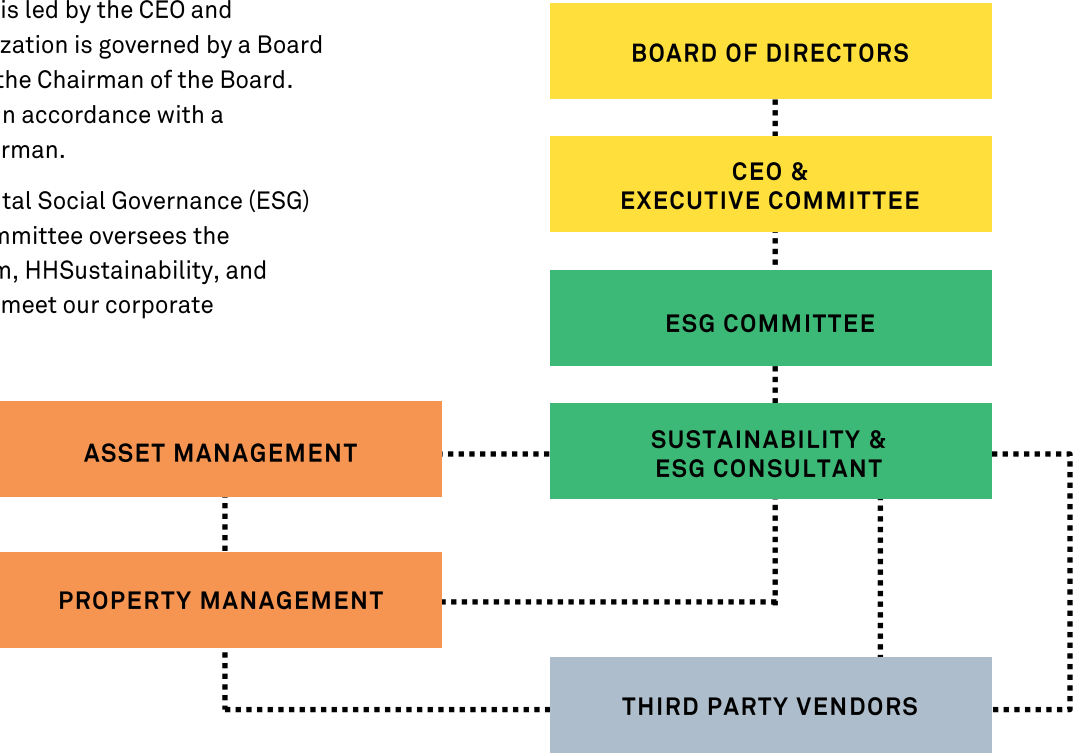 is led by the CEO and
zation is governed by a Board
the Chairman of the Board.
n accordance with a
rman.
tal Social Governance (ESG)
mmittee oversees the
m, HHSustainability, and
meet our corporate
BOARD OF DIRECTORS
CEO &
EXECUTIVE COMMITTEE
ESG COMMITTEE
SUSTAINABILITY &
ESG CONSULTANT
ASSET MANAGEMENT
PROPERTY MANAGEMENT
THIRD PARTY VENDORS